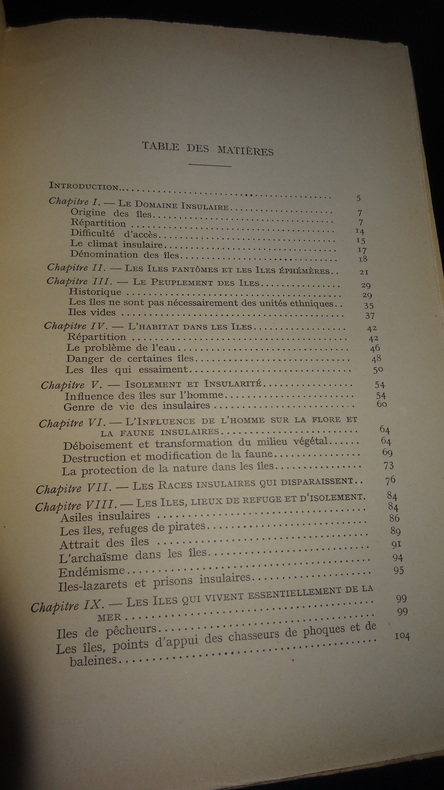 TABLE DES MATIÈRES
INTRODUCTION... 5
Chapitre I. — LE DOMAINE INSULAIRE 7
Origine des îles 7
Répartition 14
Difficulté d'accès 15
Le climat insulaire 17
Dénomination des îles 18
Chapitre II. — LES ILES FANTÔMES ET LES ILES ÉPHÉMÈRES.. 21
Chapitre III. — LE PEUPLEMENT DES ILES 29
Historique 29
Les îles ne sont pas nécessairement des unités ethniques.. 35
Iles vides 37
Chapitre IV. — L'HABITAT DANS LES ILES 42
Répartition 42
Le problème de l'eau 46
Danger de certaines îles 48
Les îles qui essaiment 50
Chapitre V. — ISOLEMENT ET INSULARITÉ 54
Influence des îles sur l'homme 54
Genre de vie des insulaires 60
Chapitre VI. — L'INFLUENCE DE L'HOMME SUR LA FLORE ET
LA FAUNE INSULAIRES 64
Déboisement et transformation du milieu végétal 64
Destruction et modification de la faune 69
La protection de la nature dans les îles 73
Chapitre VII. — LES RACES INSULAIRES QUI DISPARAISSENT.. 76
Chapitre VIII. — LES ILES, LIEUX DE REFUGE ET D'ISOLEMENT. 84
Asiles insulaires 84
Les îles, refuges de pirates 86
Attrait des îles 89
L'archaïsme dans les îles 91
Endémisme 94
Iles-lazarets et prisons insulaires 95
Chapitre IX. — LES ILES QUI VIVENT ESSENTIELLEMENT DE LA
MER 99
Iles de pêcheurs 99
Les îles, points d'appui des chasseurs de phoques et de
baleines 104